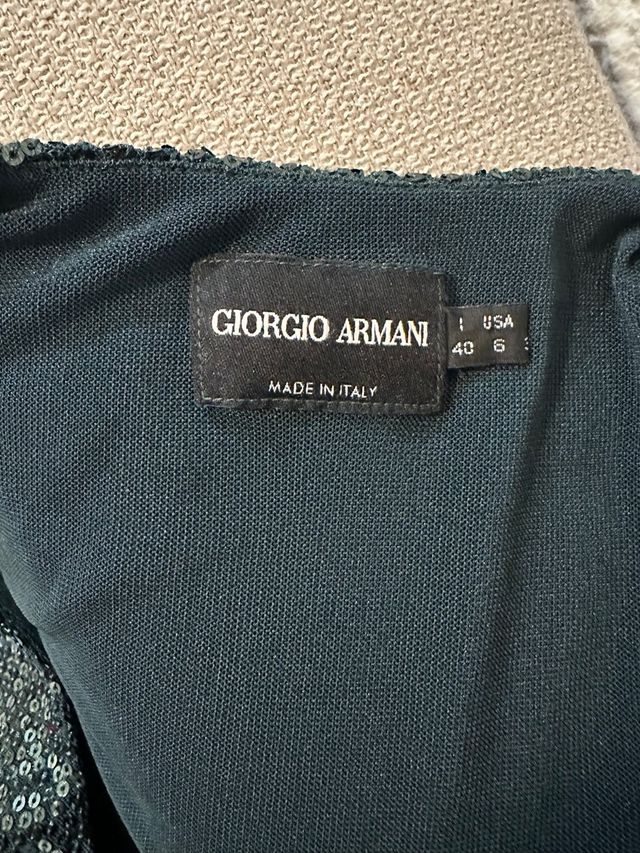 GIORGIO ARMANI
MADE IN ITALY
I USA
40 6